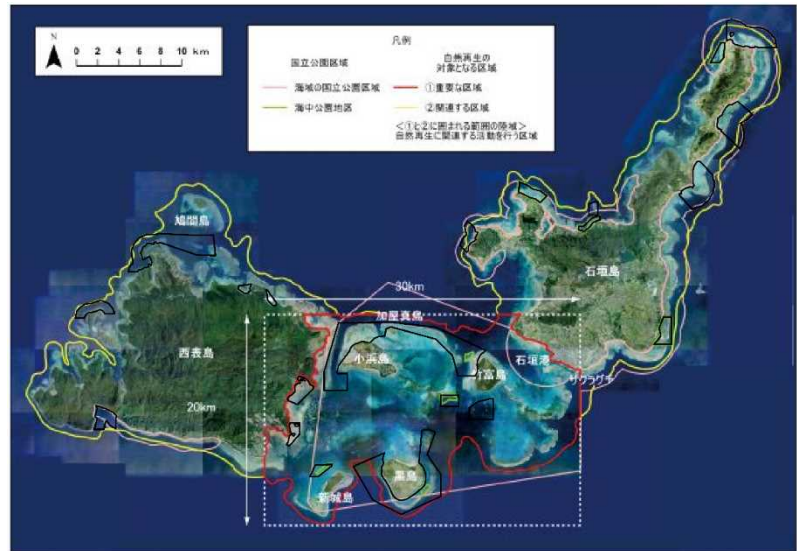 N
0 2 4 6 8 10 km
凡例
国立公園区域
自然再生の
対象となる区域
海域の国立公園区域
①重要な区域
海中公園地区
②関連する区域
<①と②に囲まれる範囲の陸域>
自然再生に関連する活動を行う区域
鳩間島
石垣島
30km
加屋真島
西表島
小浜島
石垣港
竹富島
サクラグチ
20km
黒島
新城島